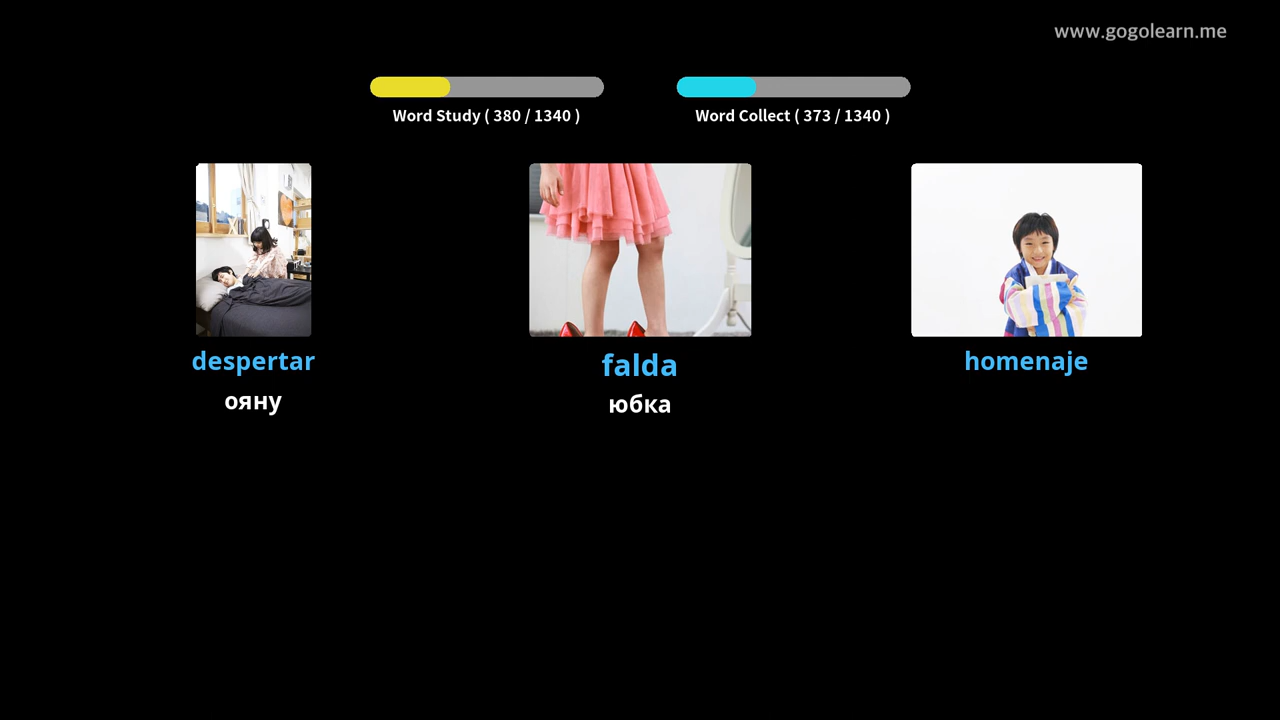 www.gogolearn.me
Word Study ( 380 / 1340 )
Word Collect ( 373 / 1340 )
despertar
falda
homenaje
ояну
юбка